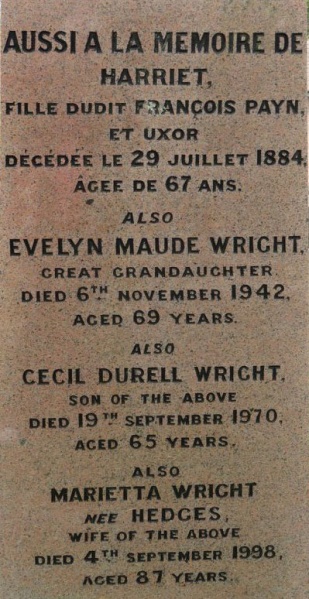 AUSSI A LA MEMOIRE DE
HARRIET,
FILLE DUDIT FRANÇOIS PAYN,
ET UXOR
DÉCÉDÉE LE 29 JUILLET 1884,
ÂGEE DE 67 ANS.
ALSO
EVELYN MAUDE WRIGHT.
GREAT GRANDAUCHTER
DIED 6TH NOVEMBER 1942,
AGED 69 YEARS.
ALSO
CECIL DURELL WRIGHT.
SON OF THE ABOVE
DIED 19TH SEPTEMBER 1970,
AGED 65 YEARS.
ALSO
MARIETTA WRIGHT
NEE HEDGES,
WIFE OF THE ABOVE
DIED 4TH SEPTEMBER 1998,
AGED 87 YEARS.